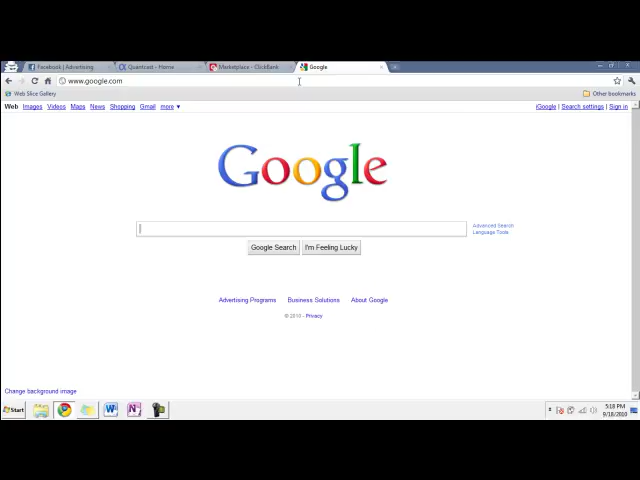 Facebook | Advertising
Quantcast - Home
Marketplace - ClickBank
Google
www.google.com
Web Slice Gallery
Other bookmarks
Web Images Videos Maps News Shopping Gmail more ▼
iGoogle | Search settings | Sign in
Google
Advanced Search
Language Tools
Google Search
I'm Feeling Lucky
Advertising Programs
Business Solutions
About Google
© 2010 - Privacy
Change background image
Start
5:18 PM
9/18/2010